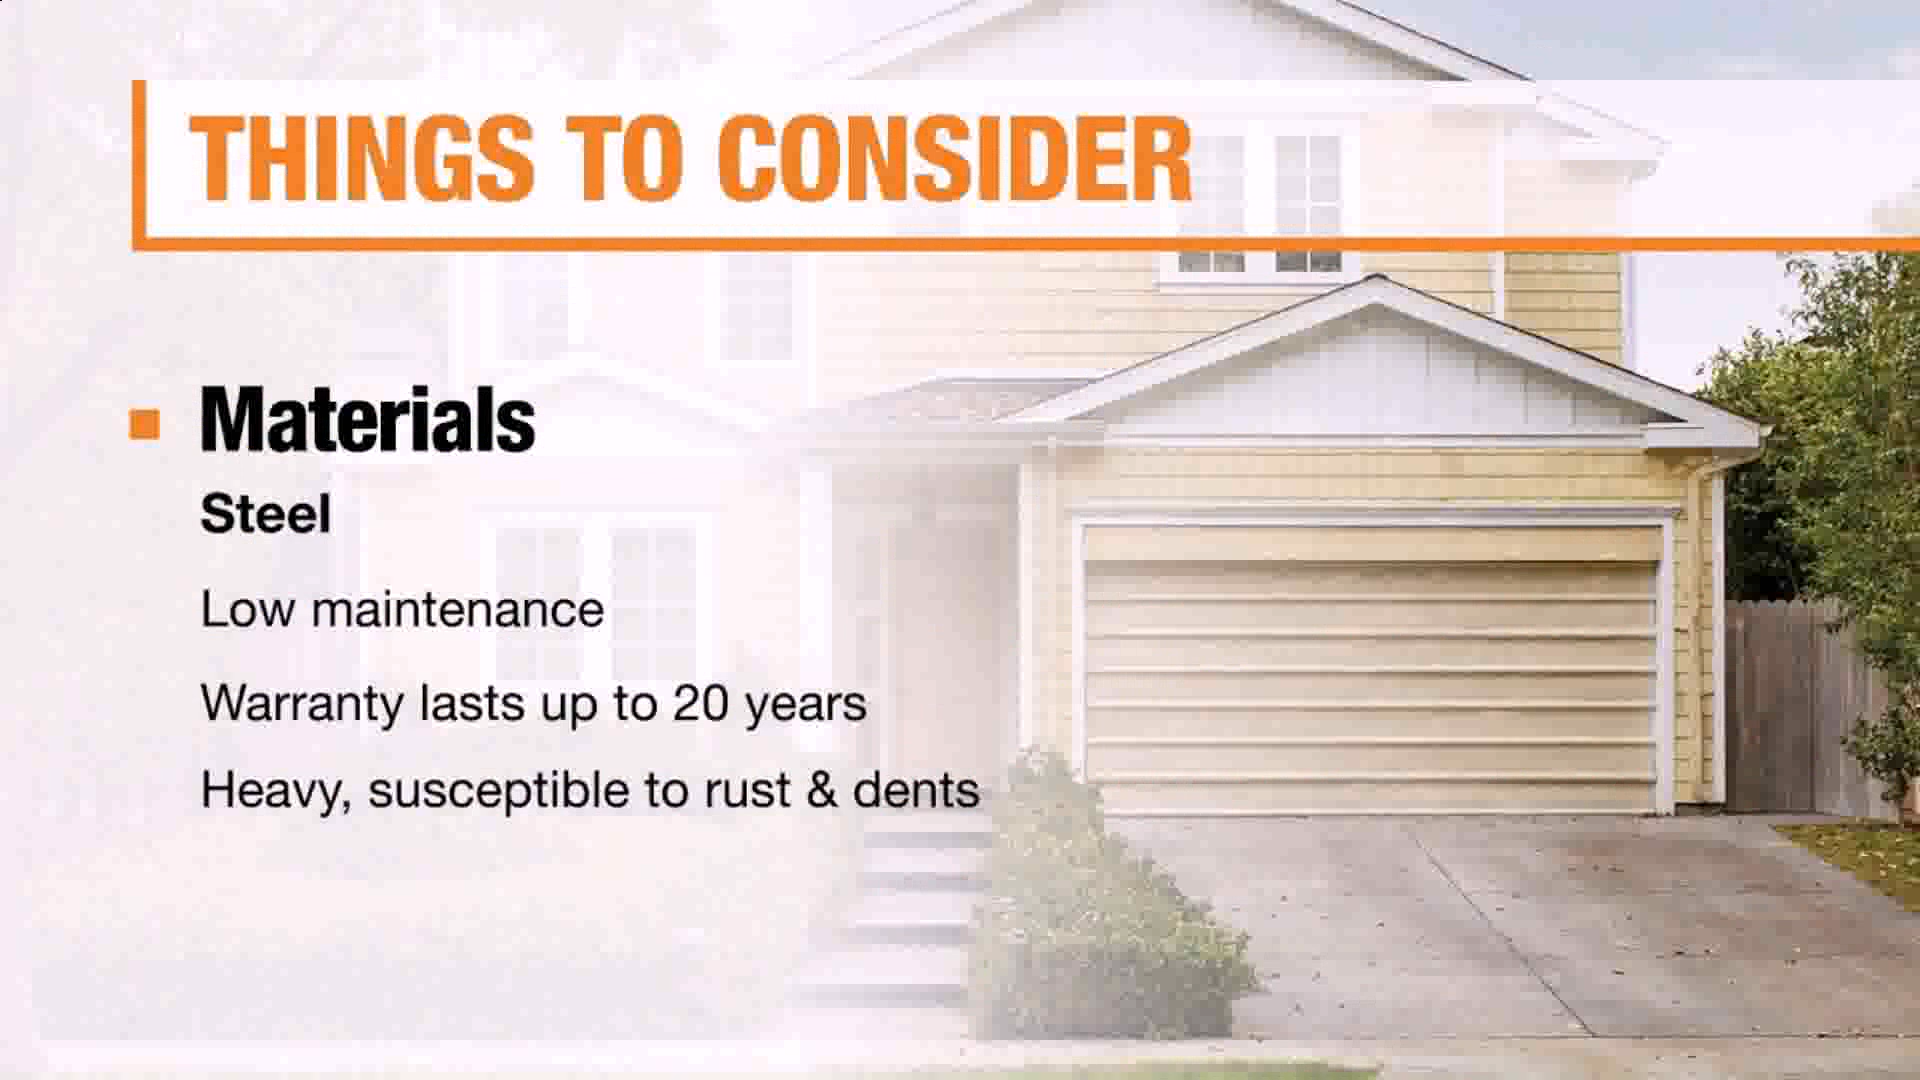 THINGS TO CONSIDER
Materials
Steel
Low maintenance
Warranty lasts up to 20 years
Heavy, susceptible to rust & dents